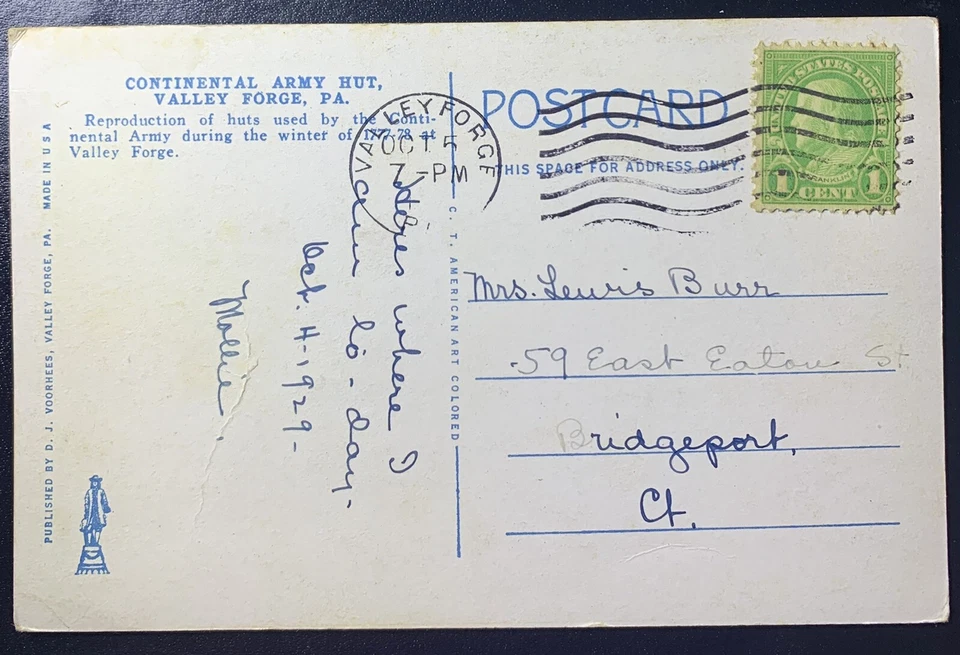 CONTINENTAL ARMY HUT,
VALLEY FORGE, PA.
Reproduction of huts used by the Conti-
nental Army during the winter of 1777-78 at
Valley Forge.
PUBLISHED BY D. J. VOORHEES, VALLEY FORGE, PA. MADE IN U S A
C. T. AMERICAN ART COLORED
POST CARD
THIS SPACE FOR ADDRESS ONLY.
VALLEY FORGE
OCT 5
7 - PM
UNITED STATES POSTAGE
FRANKLIN
1 CENT 1
Heres where I
am to-day-
Oct. 4-1929-
Mollie.
Mrs. Lewis Burr
59 East Eaton St
Bridgeport,
Ct.